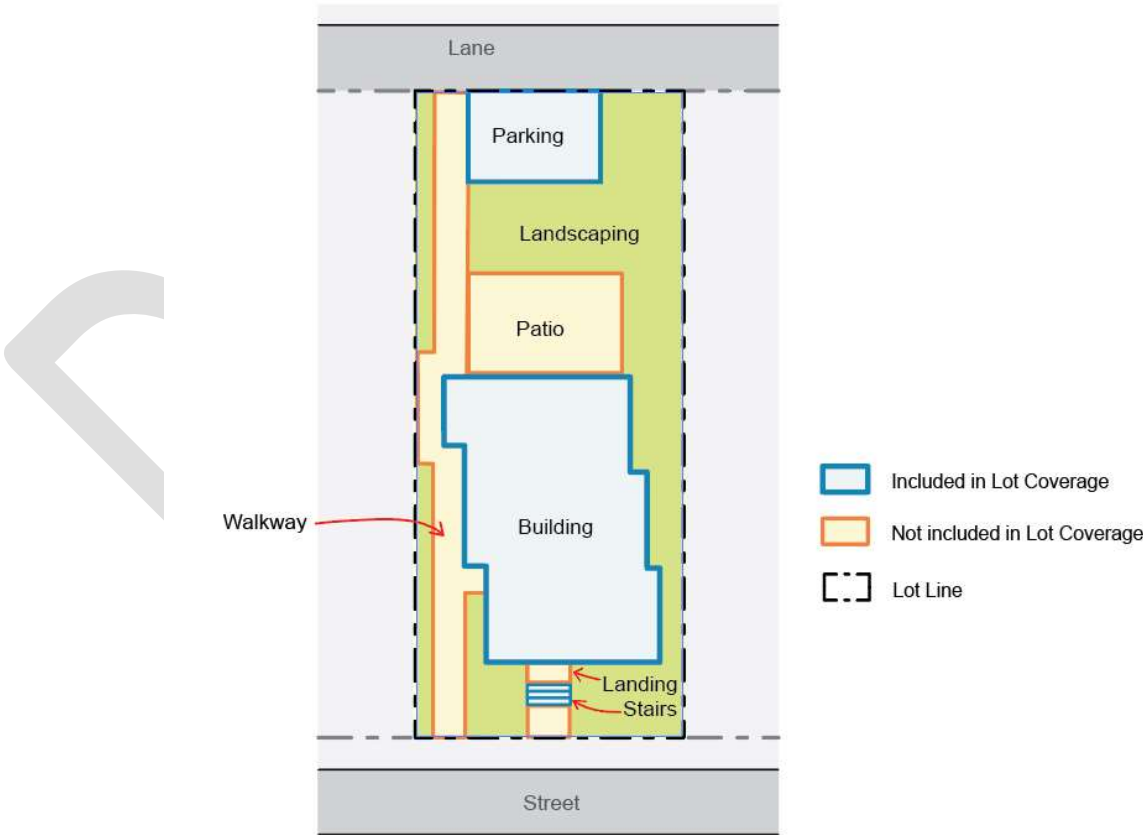 Lane
Parking
Landscaping
Patio
Included in Lot Coverage
Walkway
Building
Not included in Lot Coverage
Lot Line
Landing
Stairs
Street